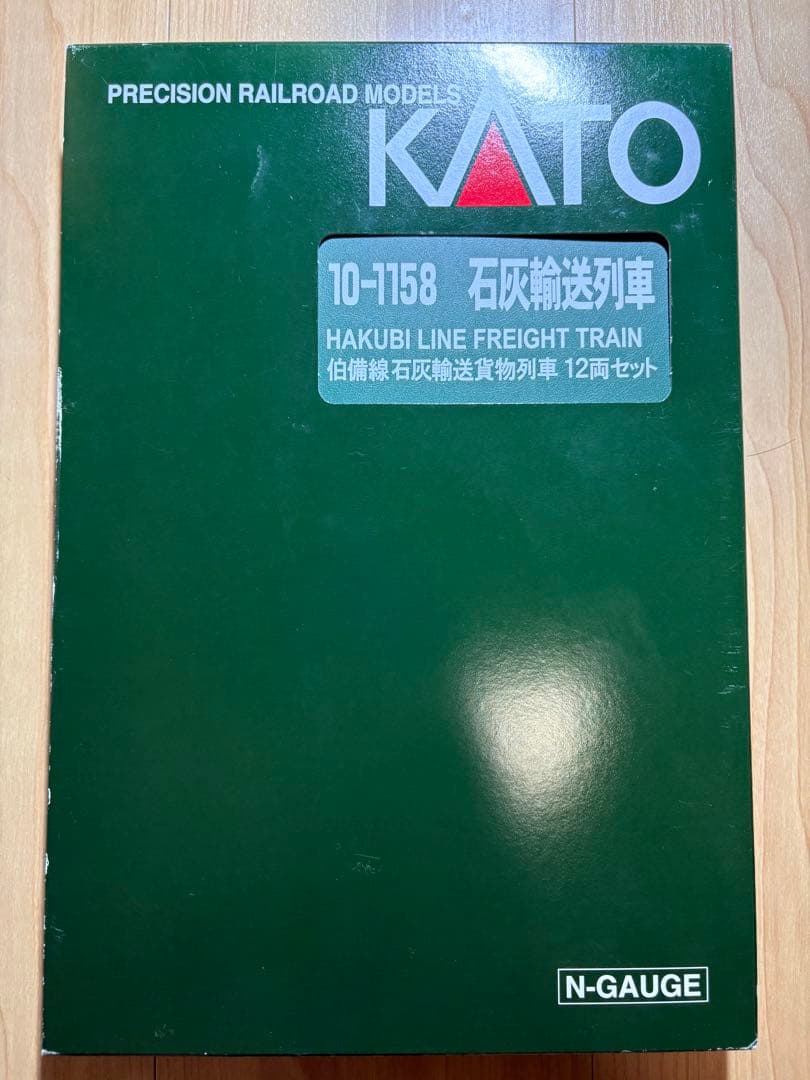 PRECISION RAILROAD MODELS
KATO
10-1158 石灰輸送列車
HAKUBI LINE FREIGHT TRAIN
伯備線石灰輸送貨物列車 12両セット
N-GAUGE